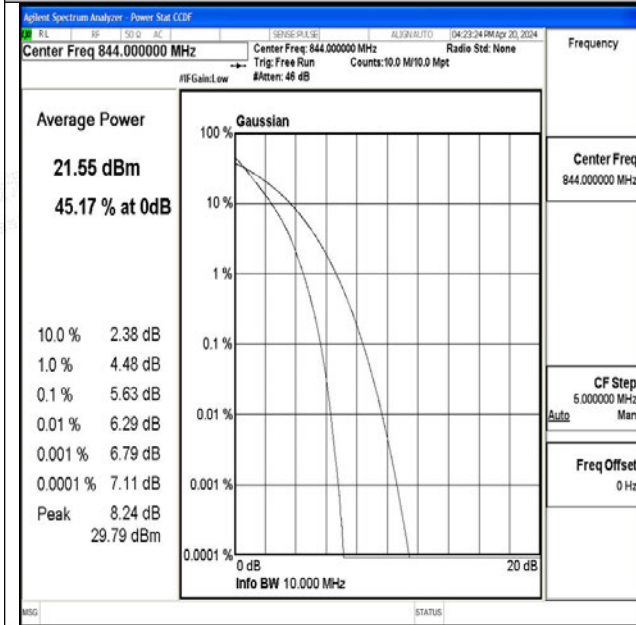 Agilent Spectrum Analyzer - Power Stat CCDF
RL RF 50 Ω AC SENSE:PULSE ALIGNAUTO 04:23:24 PM Apr 20, 2024
Center Freq 844.000000 MHz
Center Freq: 844.000000 MHz Radio Std: None
Trig: Free Run Counts:10.0 M/10.0 Mpt
#IFGain:Low #Atten: 46 dB
Frequency
Average Power
21.55 dBm
45.17 % at 0dB
10.0 % 2.38 dB
1.0 % 4.48 dB
0.1 % 5.63 dB
0.01 % 6.29 dB
0.001 % 6.79 dB
0.0001 % 7.11 dB
Peak 8.24 dB
29.79 dBm
Gaussian
100 %
10 %
1 %
0.1 %
0.01 %
0.001 %
0.0001 %
0 dB 20 dB
Info BW 10.000 MHz
Center Freq
844.000000 MHz
CF Step
5.000000 MHz
Auto Man
Freq Offset
0 Hz
MSG STATUS